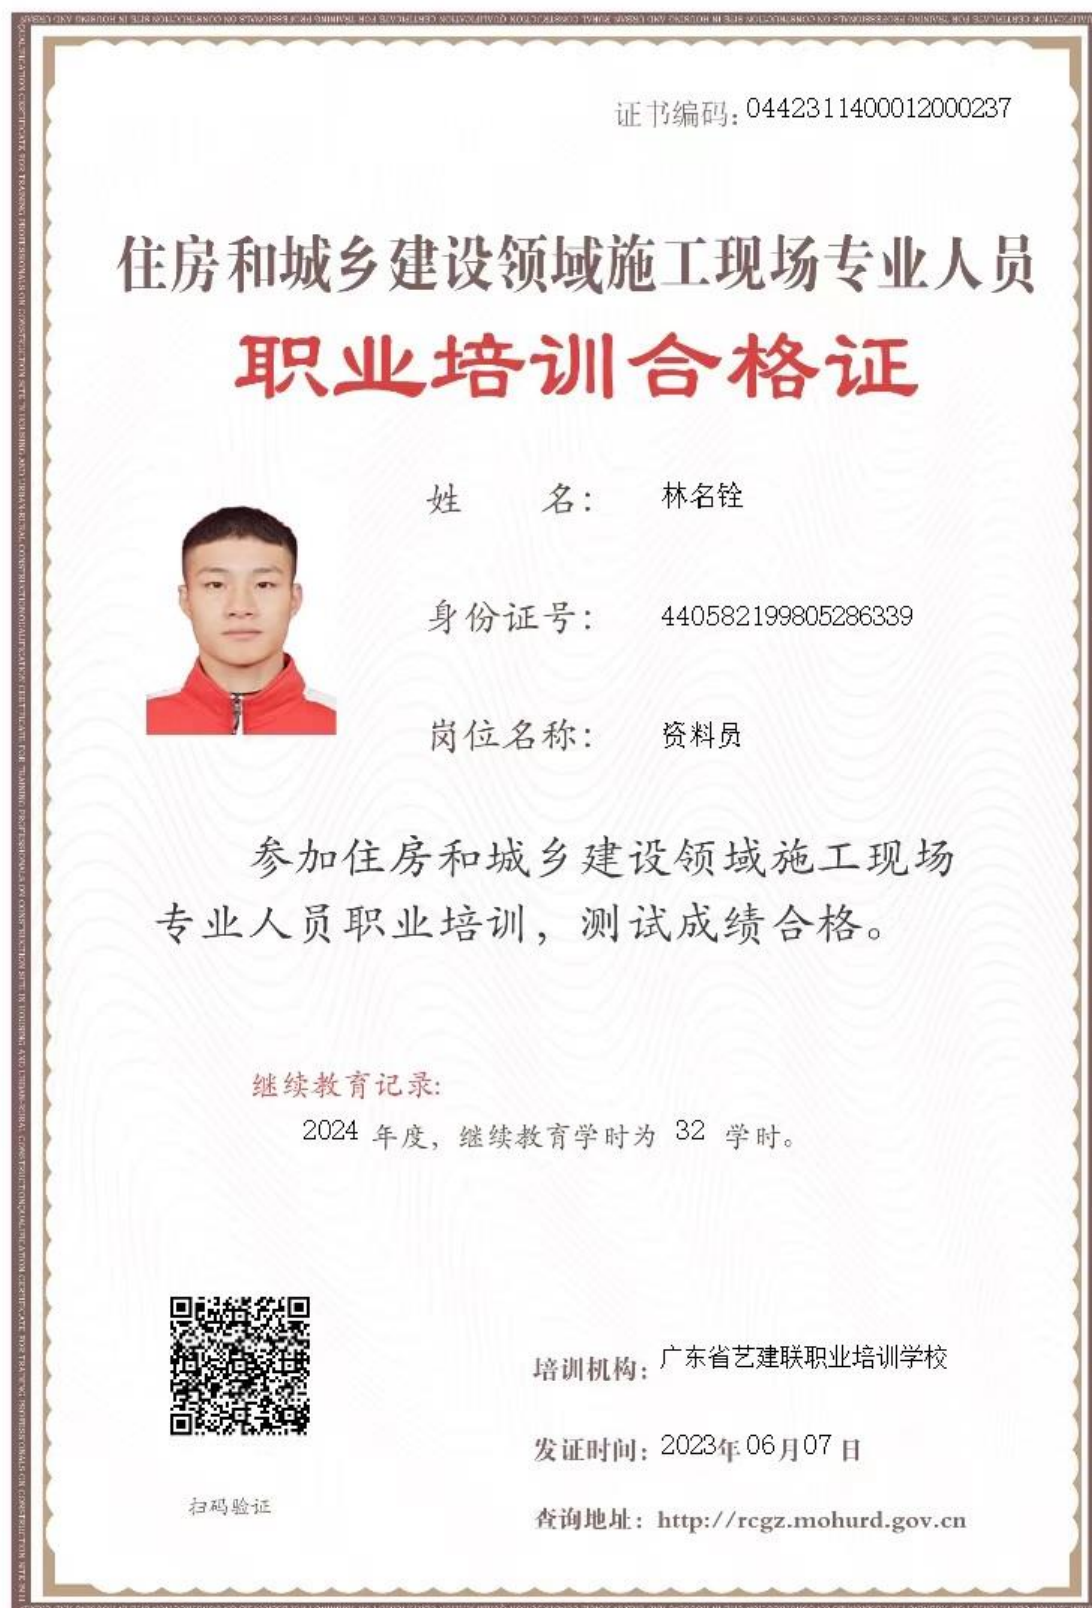 证书编码：0442311400012000237
住房和城乡建设领域施工现场专业人员
职业培训合格证
姓 名： 林名铨
身份证号： 440582199805286339
岗位名称： 资料员
参加住房和城乡建设领域施工现场
专业人员职业培训，测试成绩合格。
继续教育记录:
2024 年度，继续教育学时为 32 学时。
培训机构：广东省艺建联职业培训学校
发证时间：2023年06月07日
扫码验证
查询地址：http://rcgz.mohurd.gov.cn